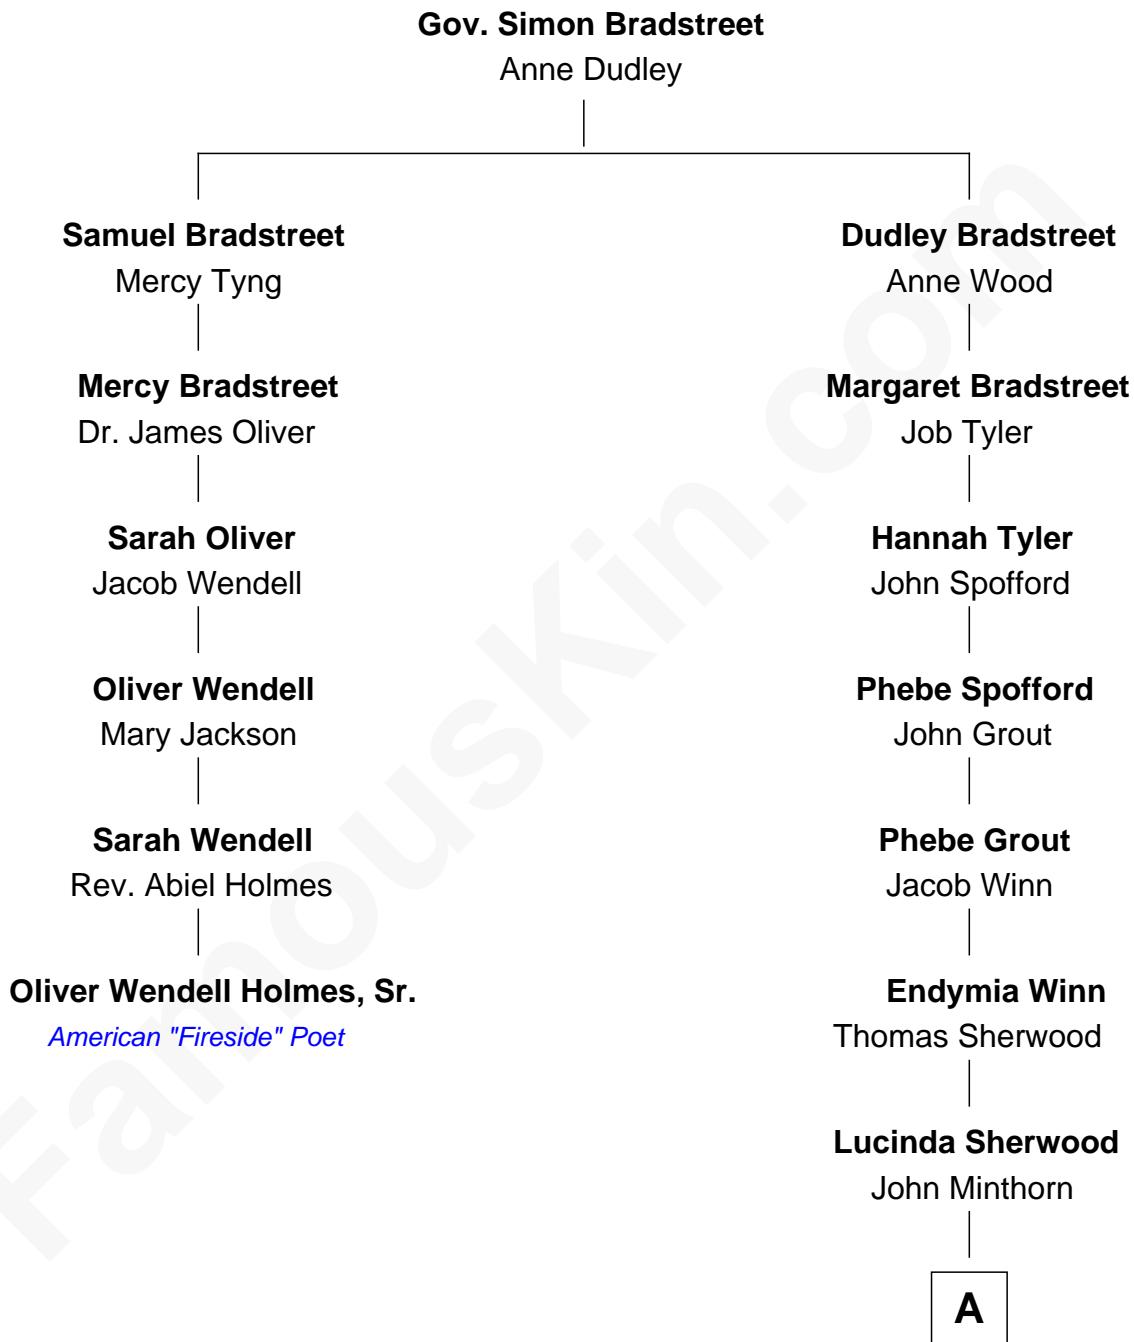 Gov. Simon Bradstreet
Anne Dudley
Samuel Bradstreet
Mercy Tyng
Mercy Bradstreet
Dr. James Oliver
Sarah Oliver
Jacob Wendell
Oliver Wendell
Mary Jackson
Sarah Wendell
Rev. Abiel Holmes
Oliver Wendell Holmes, Sr.
American "Fireside" Poet
Dudley Bradstreet
Anne Wood
Margaret Bradstreet
Job Tyler
Hannah Tyler
John Spofford
Phebe Spofford
John Grout
Phebe Grout
Jacob Winn
Endymia Winn
Thomas Sherwood
Lucinda Sherwood
John Minthorn
A
FamousKin.com